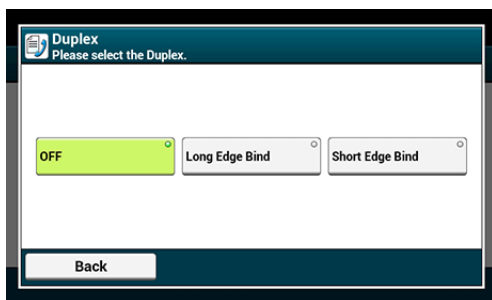 Duplex
Please select the Duplex.
OFF
Long Edge Bind
Short Edge Bind
Back